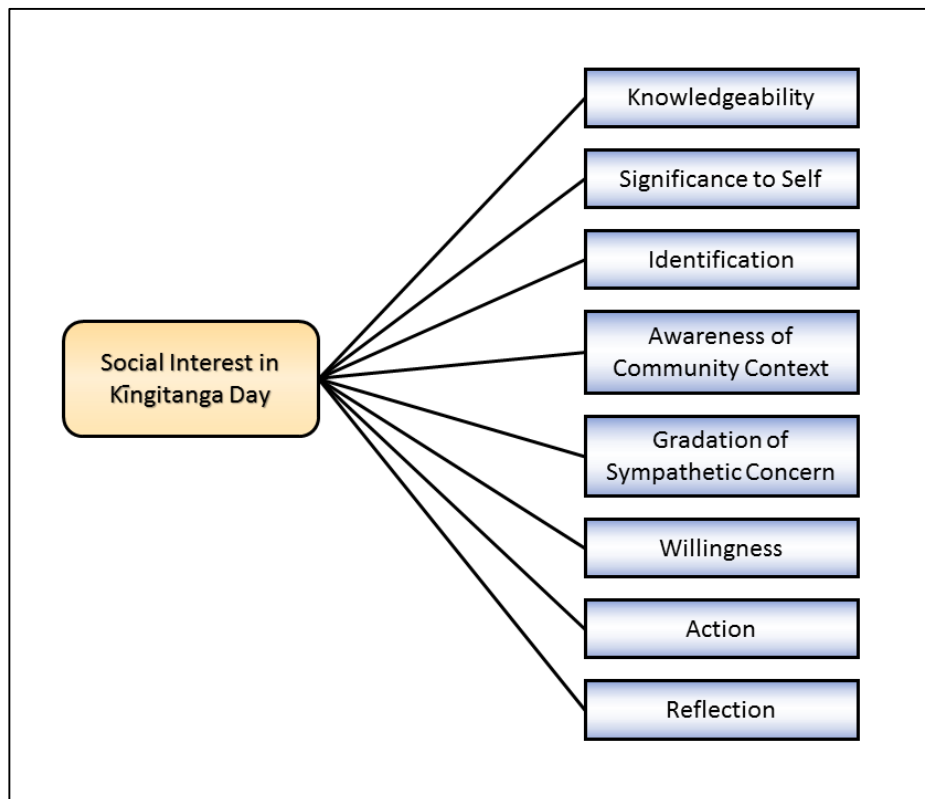 Knowledgeability
Significance to Self
Identification
Social Interest in
Kīngitanga Day
Awareness of
Community Context
Gradation of
Sympathetic Concern
Willingness
Action
Reflection